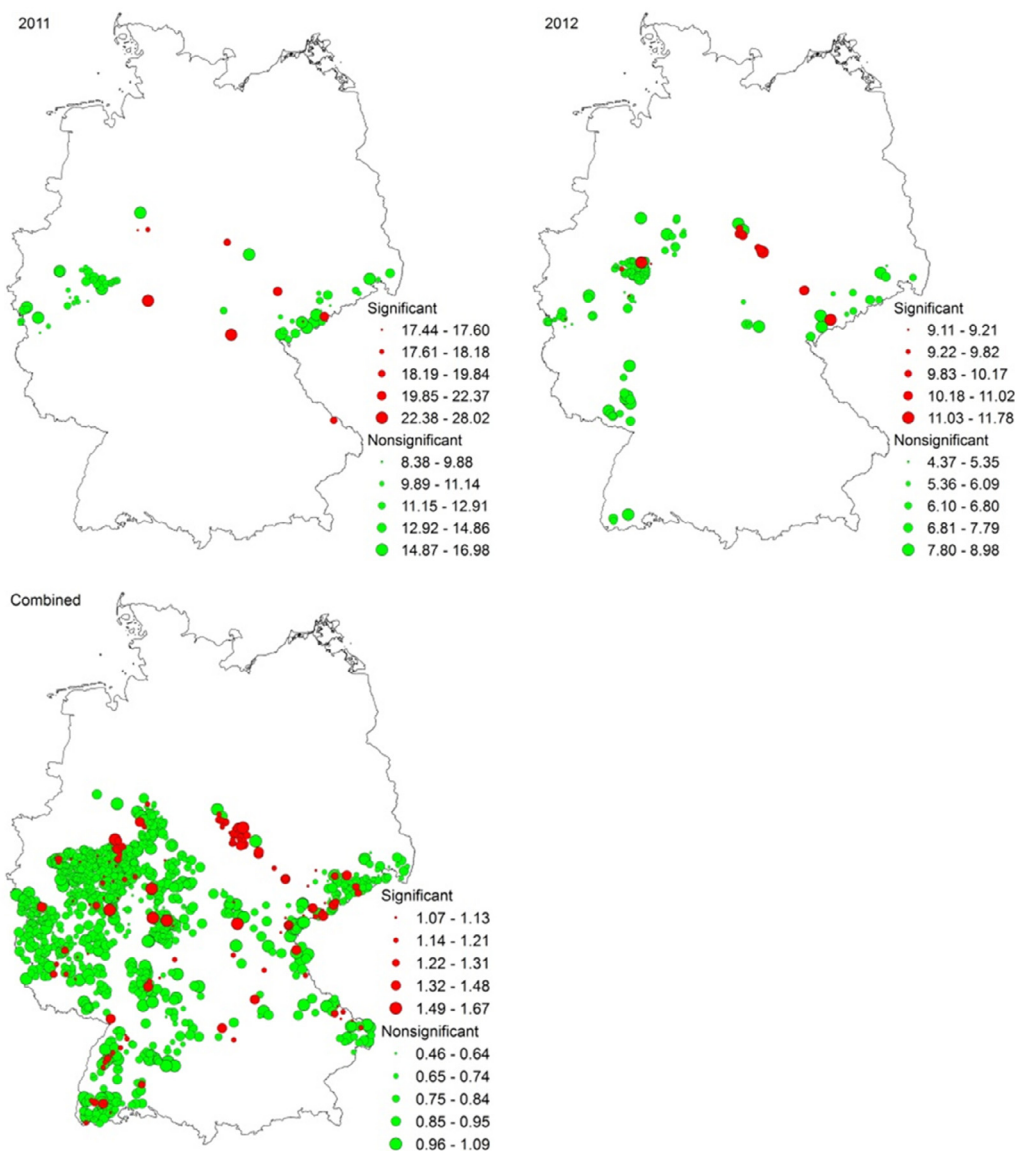 2011
Significant
17.44 - 17.60
17.61 - 18.18
18.19 - 19.84
19.85 - 22.37
22.38 - 28.02
Nonsignificant
8.38 - 9.88
9.89 - 11.14
11.15 - 12.91
12.92 - 14.86
14.87 - 16.98
2012
Significant
9.11 - 9.21
9.22 - 9.82
9.83 - 10.17
10.18 - 11.02
11.03 - 11.78
Nonsignificant
4.37 - 5.35
5.36 - 6.09
6.10 - 6.80
6.81 - 7.79
7.80 - 8.98
Combined
Significant
1.07 - 1.13
1.14 - 1.21
1.22 - 1.31
1.32 - 1.48
1.49 - 1.67
Nonsignificant
0.46 - 0.64
0.65 - 0.74
0.75 - 0.84
0.85 - 0.95
0.96 - 1.09